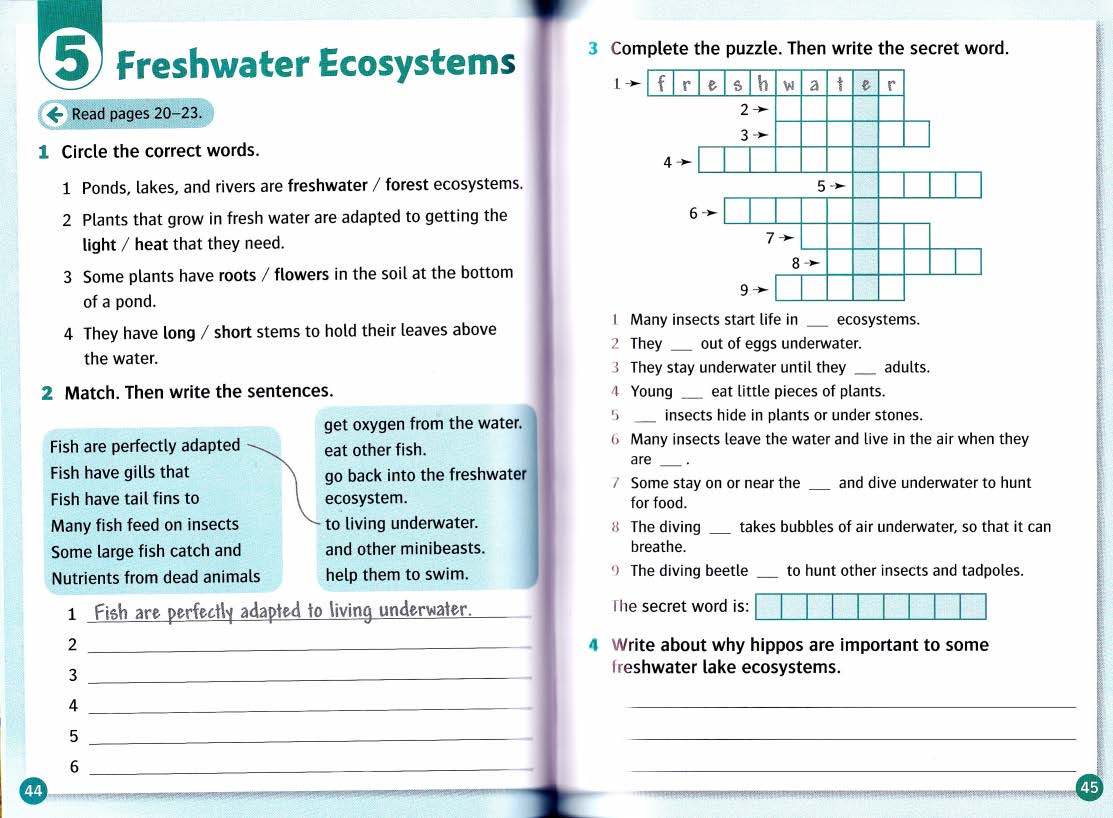 5 Freshwater Ecosystems
Read pages 20–23.
1 Circle the correct words.
1 Ponds, lakes, and rivers are freshwater / forest ecosystems.
2 Plants that grow in fresh water are adapted to getting the
light / heat that they need.
3 Some plants have roots / flowers in the soil at the bottom
of a pond.
4 They have long / short stems to hold their leaves above
the water.
2 Match. Then write the sentences.
Fish are perfectly adapted
Fish have gills that
Fish have tail fins to
Many fish feed on insects
Some large fish catch and
Nutrients from dead animals
get oxygen from the water.
eat other fish.
go back into the freshwater
ecosystem.
to living underwater.
and other minibeasts.
help them to swim.
1 Fish are perfectly adapted to living underwater.
2
3
4
5
6
44
3 Complete the puzzle. Then write the secret word.
1 f r e s h w a t e r
2
3
4
5
6
7
8
9
1 Many insects start life in ___ ecosystems.
2 They ___ out of eggs underwater.
3 They stay underwater until they ___ adults.
4 Young ___ eat little pieces of plants.
5 ___ insects hide in plants or under stones.
6 Many insects leave the water and live in the air when they
are ___ .
7 Some stay on or near the ___ and dive underwater to hunt
for food.
8 The diving ___ takes bubbles of air underwater, so that it can
breathe.
9 The diving beetle ___ to hunt other insects and tadpoles.
The secret word is:
4 Write about why hippos are important to some
freshwater lake ecosystems.
45